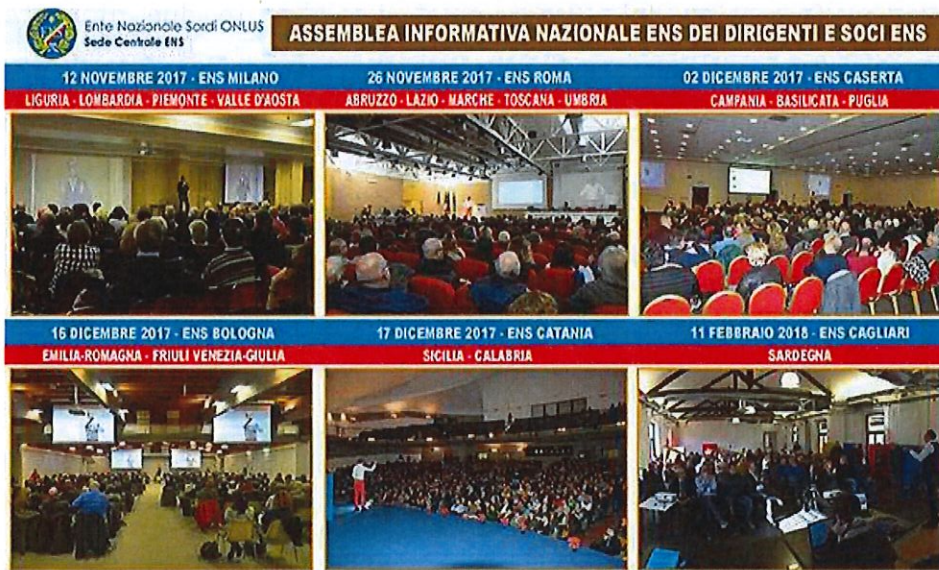 Ente Nazionale Sordi ONLUS
Sede Centrale ENS
ASSEMBLEA INFORMATIVA NAZIONALE ENS DEI DIRIGENTI E SOCI ENS
12 NOVEMBRE 2017 - ENS MILANO
26 NOVEMBRE 2017 - ENS ROMA
02 DICEMBRE 2017 - ENS CASERTA
LIGURIA - LOMBARDIA - PIEMONTE - VALLE D'AOSTA
ABRUZZO - LAZIO - MARCHE - TOSCANA - UMBRIA
CAMPANIA - BASILICATA - PUGLIA
16 DICEMBRE 2017 - ENS BOLOGNA
17 DICEMBRE 2017 - ENS CATANIA
11 FEBBRAIO 2018 - ENS CAGLIARI
EMILIA-ROMAGNA - FRIULI VENEZIA-GIULIA
SICILIA - CALABRIA
SARDEGNA